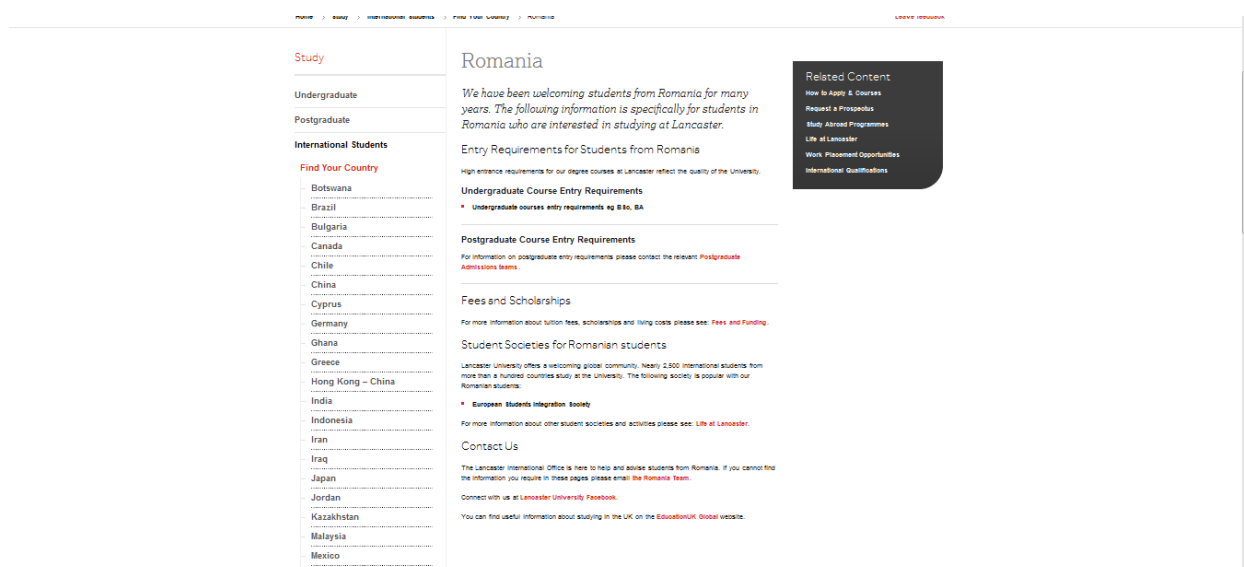 Home > Study > International Students > Find Your Country > Romania
Leave feedback
Study
Undergraduate
Postgraduate
International Students
Find Your Country
Botswana
Brazil
Bulgaria
Canada
Chile
China
Cyprus
Germany
Ghana
Greece
Hong Kong – China
India
Indonesia
Iran
Iraq
Japan
Jordan
Kazakhstan
Malaysia
Mexico
Romania
We have been welcoming students from Romania for many
years. The following information is specifically for students in
Romania who are interested in studying at Lancaster.
Entry Requirements for Students from Romania
High entrance requirements for our degree courses at Lancaster reflect the quality of the University.
Undergraduate Course Entry Requirements
Undergraduate courses entry requirements eg BSc, BA
Postgraduate Course Entry Requirements
For information on postgraduate entry requirements please contact the relevant Postgraduate
Admissions teams.
Fees and Scholarships
For more information about tuition fees, scholarships and living costs please see: Fees and Funding.
Student Societies for Romanian students
Lancaster University offers a welcoming global community. Nearly 2,500 international students from
more than a hundred countries study at the University. The following society is popular with our
Romanian students:
European Students Integration Society
For more information about other student societies and activities please see: Life at Lancaster.
Contact Us
The Lancaster International Office is here to help and advise students from Romania. If you cannot find
the information you require in these pages please email the Romania Team.
Connect with us at Lancaster University Facebook.
You can find useful information about studying in the UK on the EducationUK Global website.
Related Content
How to Apply & Courses
Request a Prospectus
Study Abroad Programmes
Life at Lancaster
Work Placement Opportunities
International Qualifications